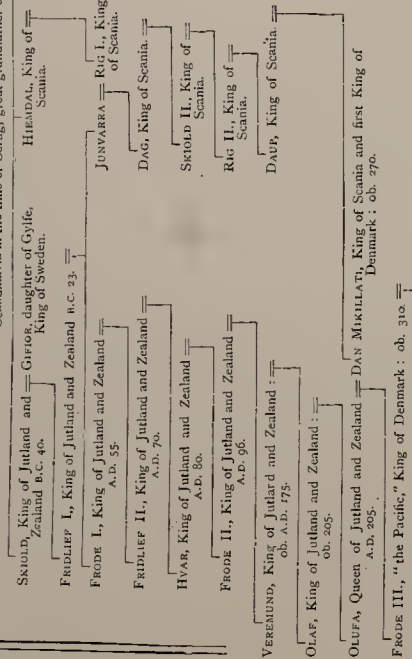 SKIOLD, King of Jutland and = GIFIOR, daughter of Gylfe,
Zealand B.C. 40. King of Sweden.
HIEMDAL, King of =
Scania.
FRIDLIEF I., King of Jutland and Zealand B.C. 23. =
FRODE I., King of Jutland and Zealand =
A.D. 55.
JUNVARRA = RIG I., King
of Scania.
FRIDLIEF II., King of Jutland and Zealand =
A.D. 70.
DAG, King of Scania. =
HVAR, King of Jutland and Zealand =
A.D. 80.
SKIOLD II., King of =
Scania.
FRODE II., King of Jutland and Zealand =
A.D. 96.
RIG II., King of =
Scania.
VEREMUND, King of Jutlard and Zealand : =
ob. A.D. 175.
DAUP, King of Scania. =
OLAF, King of Jutland and Zealand : =
ob. 205.
OLUFA, Queen of Jutland and Zealand = DAN MIKILLATI, King of Scania and first King of
A.D. 205. Denmark : ob. 270.
FRODE III., "the Pacific," King of Denmark : ob. 310. =